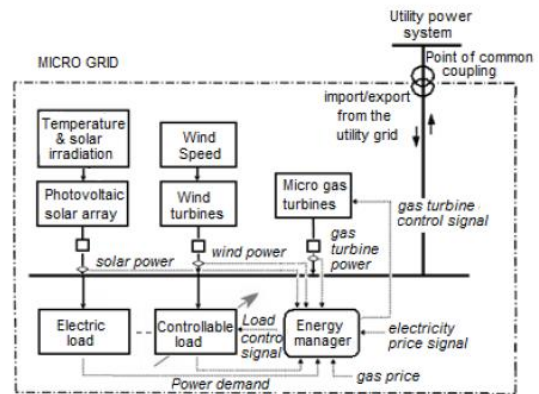 Utility power
system
MICRO GRID
Point of common
coupling
import/export
from the
utility grid
Temperature
& solar
irradiation
Wind
Speed
Photovoltaic
solar array
Wind
turbines
Micro gas
turbines
gas turbine
control signal
solar power
wind power
gas
turbine
power
Electric
load
Controllable
load
Load
control
signal
Energy
manager
electricity
price signal
Power demand
gas price